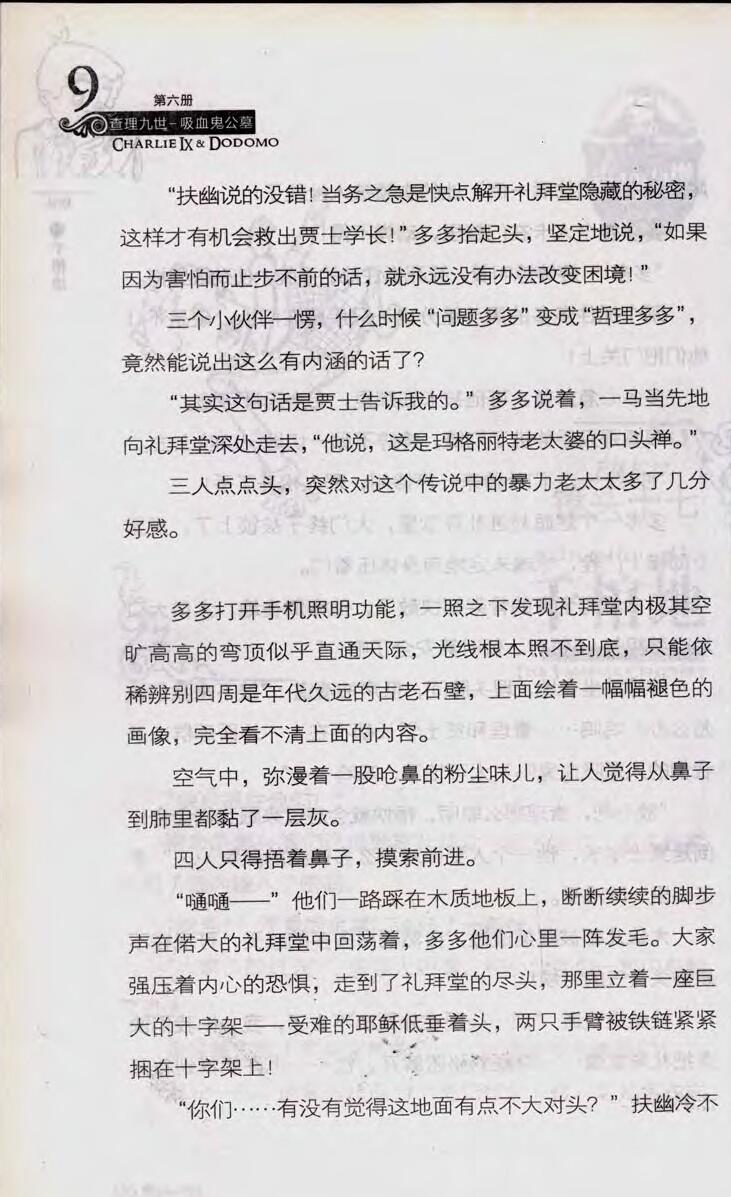 9
第六册
查理九世-吸血鬼公墓
CHARLIE IX & DODOMO
“扶幽说的没错！当务之急是快点解开礼拜堂隐藏的秘密，
这样才有机会救出贾士学长！”多多抬起头，坚定地说，“如果
因为害怕而止步不前的话，就永远没有办法改变困境！”
三个小伙伴一愣，什么时候“问题多多”变成“哲理多多”，
竟然能说出这么有内涵的话了？
“其实这句话是贾士告诉我的。”多多说着，一马当先地
向礼拜堂深处走去，“他说，这是玛格丽特老太婆的口头禅。”
三人点点头，突然对这个传说中的暴力老太太多了几分
好感。
多多打开手机照明功能，一照之下发现礼拜堂内极其空
旷高高的弯顶似乎直通天际，光线根本照不到底，只能依
稀辨别四周是年代久远的古老石壁，上面绘着一幅幅褪色的
画像，完全看不清上面的内容。
空气中，弥漫着一股呛鼻的粉尘味儿，让人觉得从鼻子
到肺里都黏了一层灰。
四人只得捂着鼻子，摸索前进。
“嗵嗵——”他们一路踩在木质地板上，断断续续的脚步
声在偌大的礼拜堂中回荡着，多多他们心里一阵发毛。大家
强压着内心的恐惧，走到了礼拜堂的尽头，那里立着一座巨
大的十字架——受难的耶稣低垂着头，两只手臂被铁链紧紧
捆在十字架上！
“你们……有没有觉得这地面有点不大对头？”扶幽冷不